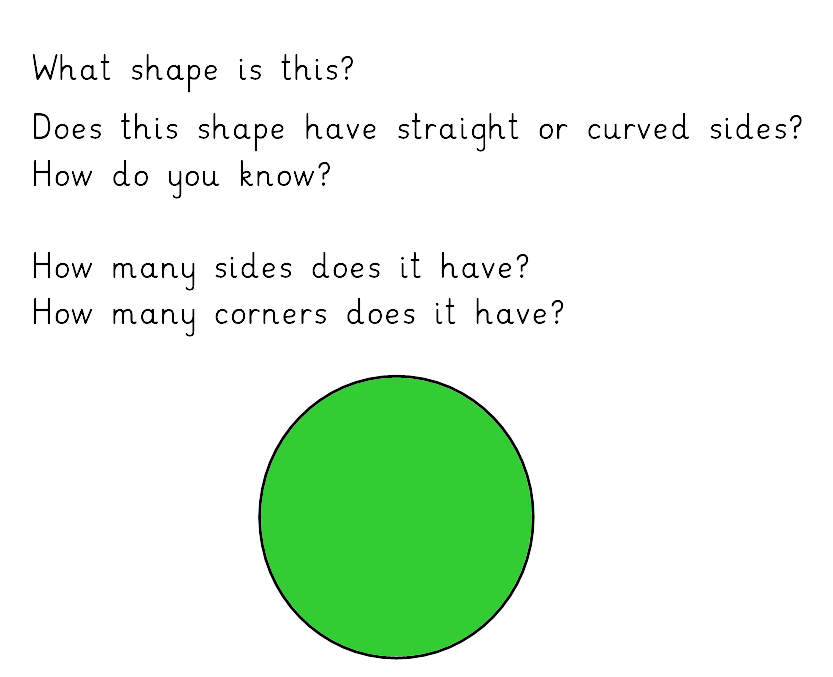 What shape is this?
Does this shape have straight or curved sides?
How do you know?
How many sides does it have?
How many corners does it have?